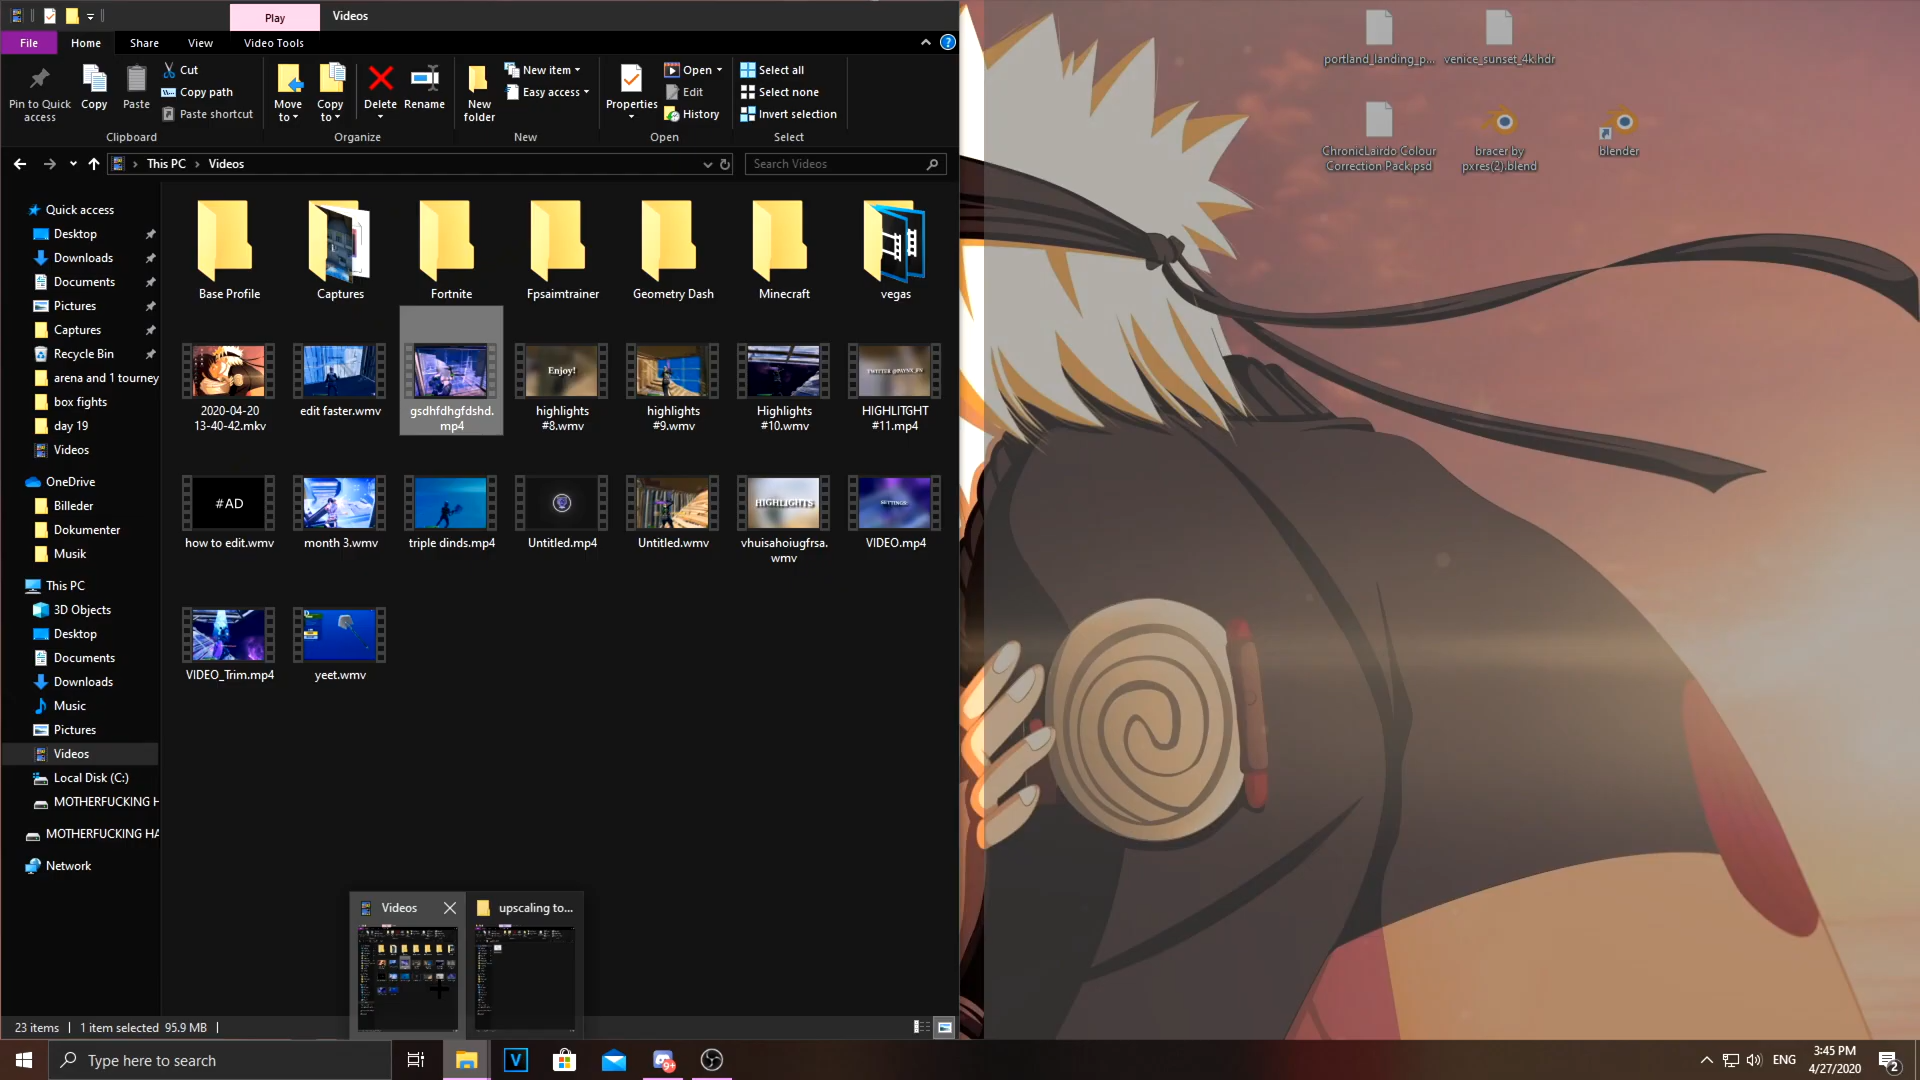 Play
Videos
File
Home
Share
View
Video Tools
Pin to Quick
access
Copy
Paste
Cut
Copy path
Paste shortcut
Clipboard
Move
to
Copy
to
Delete
Rename
Organize
New
folder
New item
Easy access
New
Properties
Open
Edit
History
Open
Select all
Select none
Invert selection
Select
This PC
Videos
Search Videos
Quick access
Desktop
Downloads
Documents
Pictures
Captures
Recycle Bin
arena and 1 tourney
box fights
day 19
Videos
OneDrive
Billeder
Dokumenter
Musik
This PC
3D Objects
Desktop
Documents
Downloads
Music
Pictures
Videos
Local Disk (C:)
MOTHERFUCKING H
MOTHERFUCKING HA
Network
Base Profile
Captures
Fortnite
Fpsaimtrainer
Geometry Dash
Minecraft
vegas
2020-04-20
13-40-42.mkv
edit faster.wmv
gsdhfdhgfdshd.
mp4
Enjoy!
highlights
#8.wmv
highlights
#9.wmv
Highlights
#10.wmv
HIGHLITGHT
#11.mp4
#AD
how to edit.wmv
month 3.wmv
triple dinds.mp4
Untitled.mp4
Untitled.wmv
HIGHLIGHTS
vhuisahoiugfrsa.
wmv
SETTINGS
VIDEO.mp4
VIDEO_Trim.mp4
yeet.wmv
Videos
upscaling to...
23 items
1 item selected 95.9 MB
portland_landing_p...
venice_sunset_4k.hdr
ChronicLairdo Colour
Correction Pack.psd
bracer by
pxres(2).blend
blender
Type here to search
V
9+
ENG
3:45 PM
4/27/2020
2